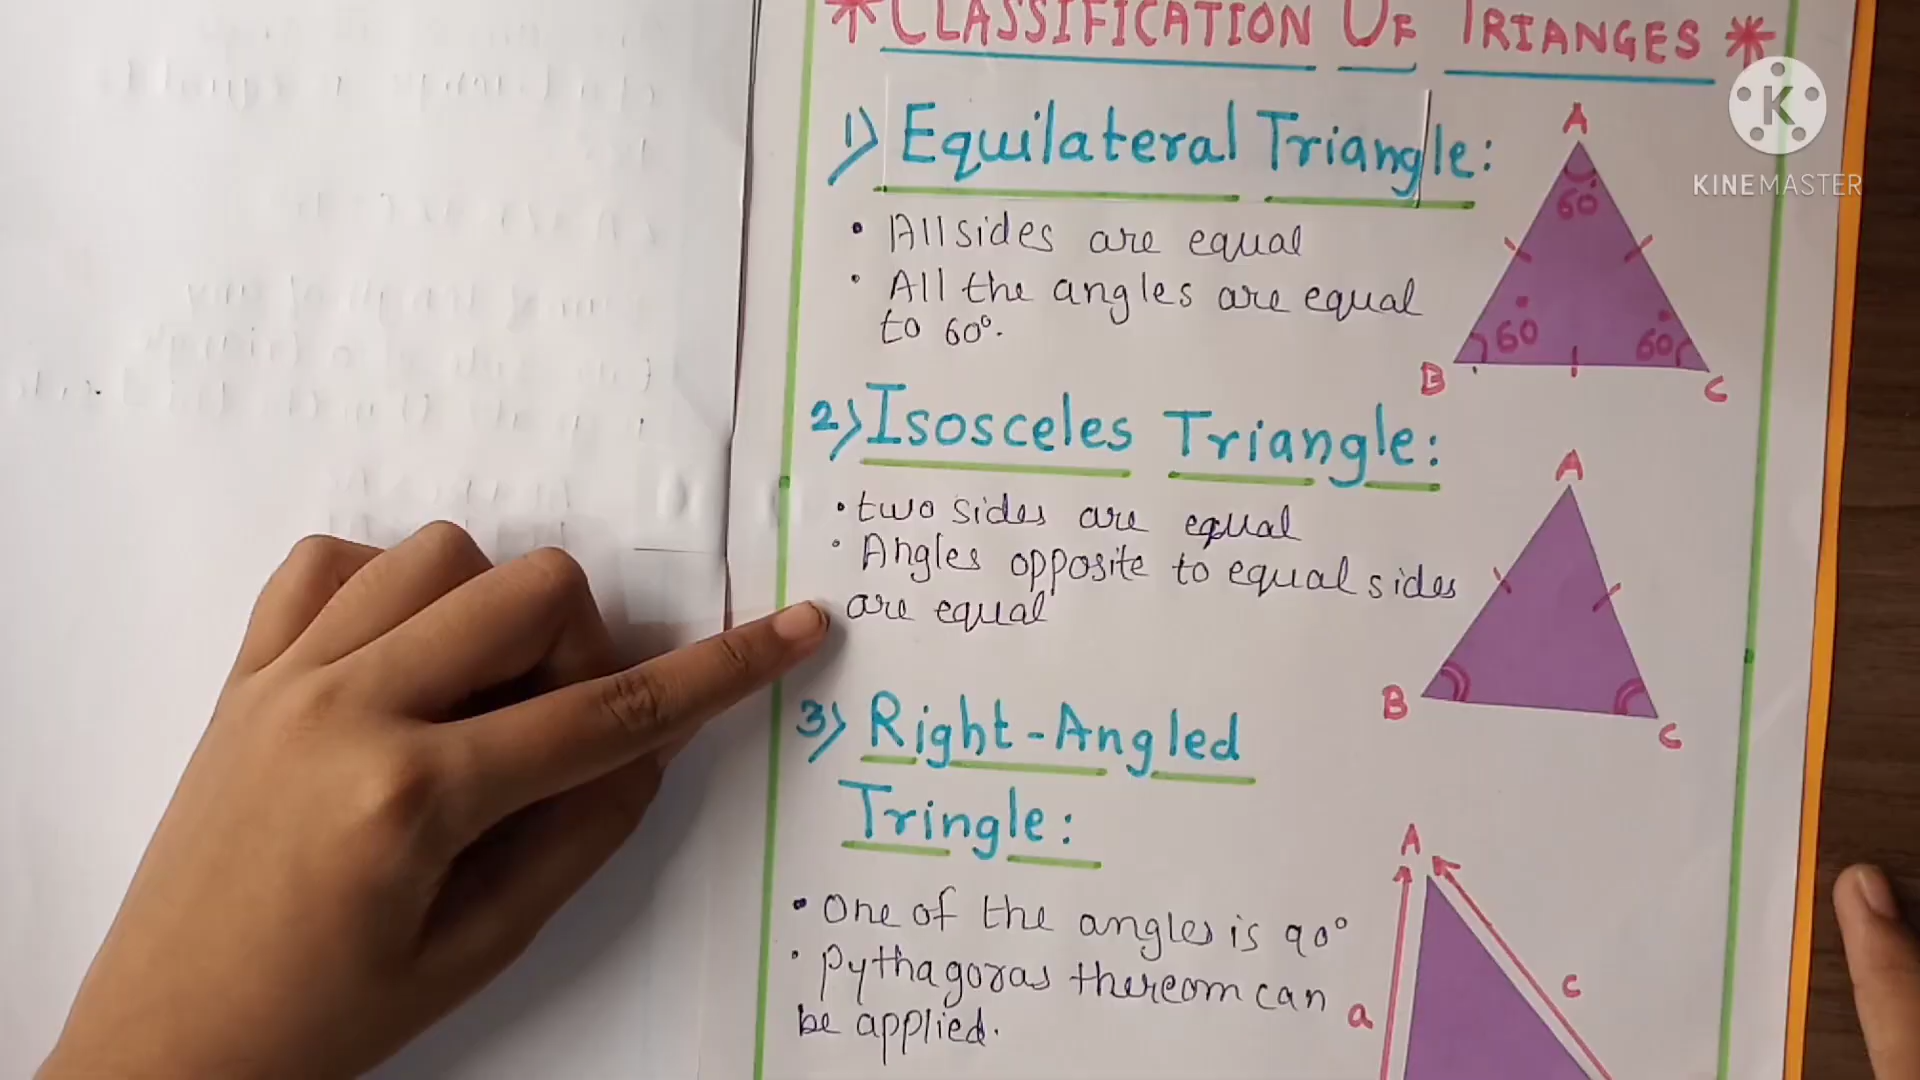 *CLASSIFICATION OF TRIANGES*
1) Equilateral Triangle:
• All sides are equal
• All the angles are equal
to 60°.
A
60°
B
60°
60°
C
K
KINEMASTER
2) Isosceles Triangle:
• two sides are equal
• Angles opposite to equal sides
are equal
A
B
C
3) Right-Angled
Tringle:
• One of the angles is 90°
• Pythagoras thereom can
be applied.
A
a
c